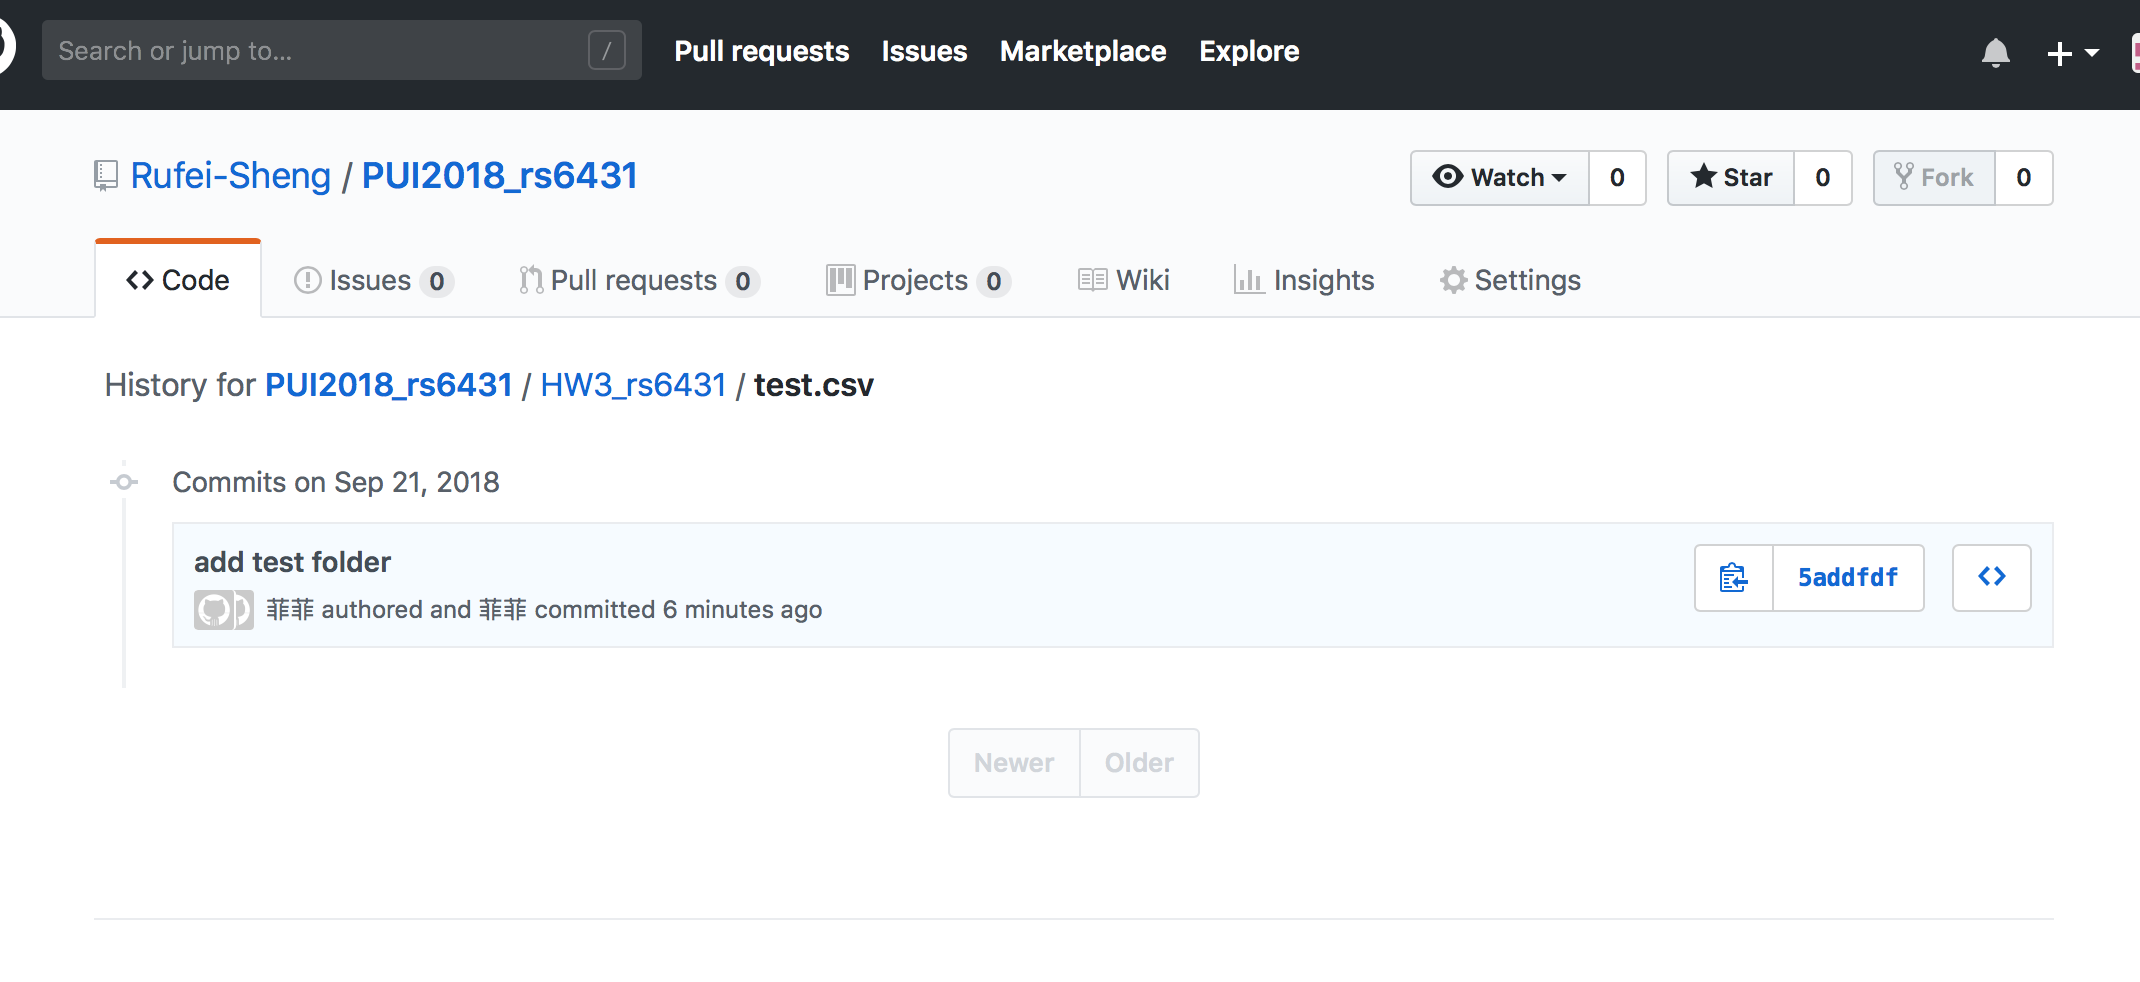 Search or jump to... /
Pull requests Issues Marketplace Explore
Rufei-Sheng / PUI2018_rs6431
Watch 0 Star 0 Fork 0
Code Issues 0 Pull requests 0 Projects 0 Wiki Insights Settings
History for PUI2018_rs6431 / HW3_rs6431 / test.csv
Commits on Sep 21, 2018
add test folder
菲菲 authored and 菲菲 committed 6 minutes ago
5addfdf
Newer Older